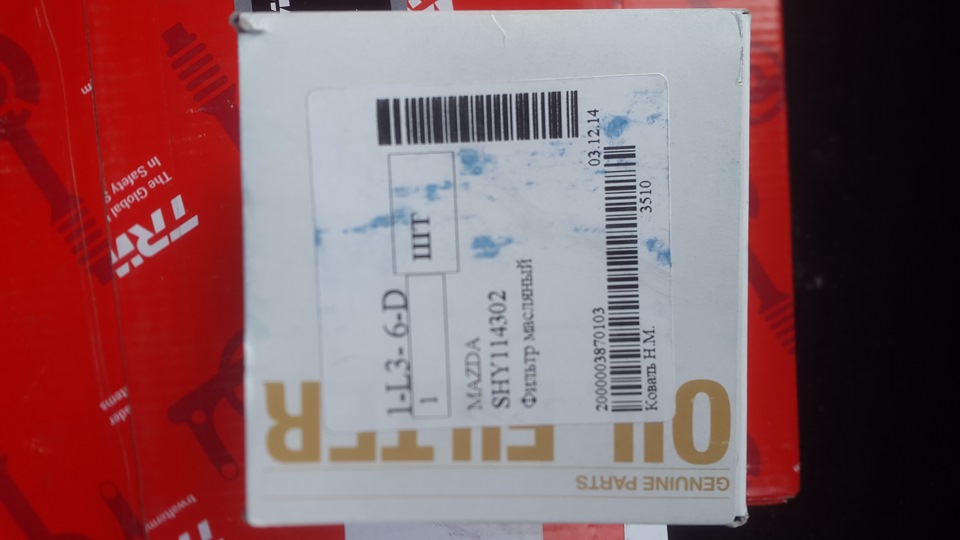 1-L3- 6-D
1 шт
MAZDA
SHY114302
Фильтр масляный
2000003870103
03.12.14
Коваль Н.М.
3510
OIL FILTER
GENUINE PARTS
TRW
The Global
In Safety
trwafterm